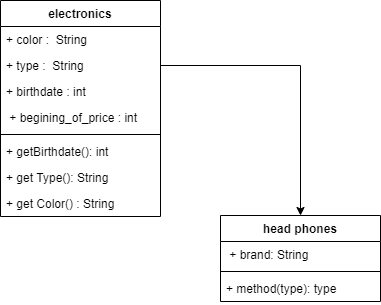 electronics
+ color : String
+ type : String
+ birthdate : int
+ begining_of_price : int
+ getBirthdate(): int
+ get Type(): String
+ get Color() : String
head phones
+ brand: String
+ method(type): type